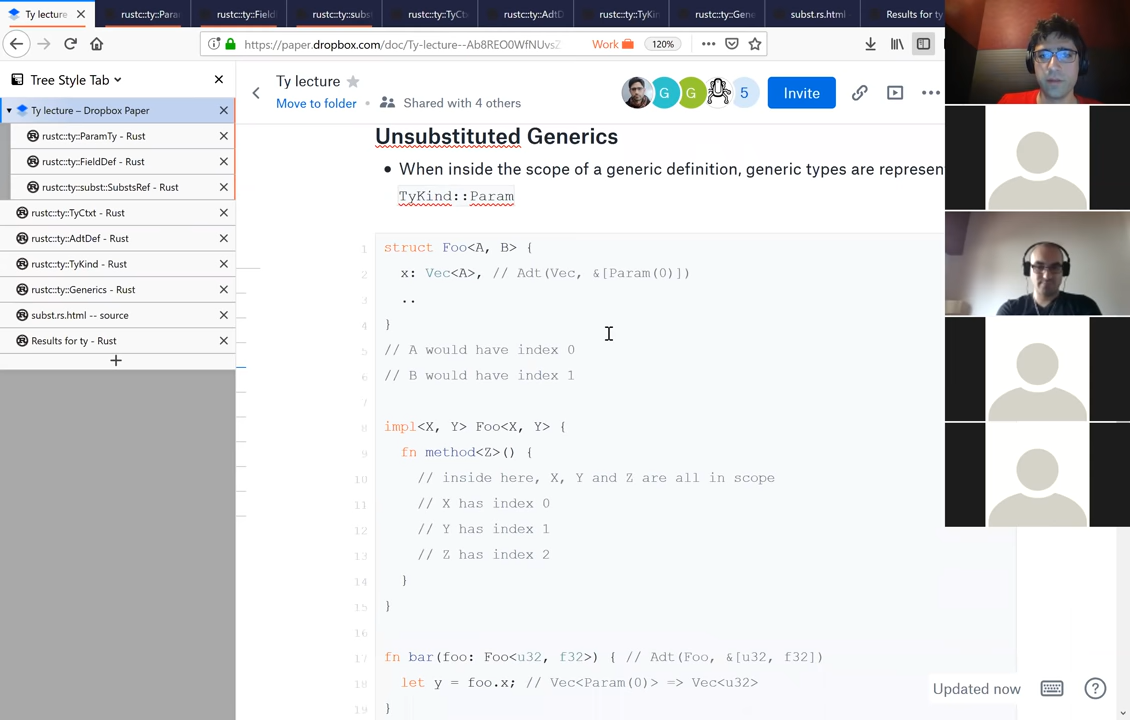 Ty lecture
rustc::ty::Para
rustc::ty::Field
rustc::ty::subst
rustc::ty::TyCt
rustc::ty::AdtD
rustc::ty::TyKin
rustc::ty::Gene
subst.rs.html
Results for ty
https://paper.dropbox.com/doc/Ty-lecture--Ab8REO0WfNUvsZ
Work
120%
Tree Style Tab
Ty lecture – Dropbox Paper
rustc::ty::ParamTy - Rust
rustc::ty::FieldDef - Rust
rustc::ty::subst::SubstsRef - Rust
rustc::ty::TyCtxt - Rust
rustc::ty::AdtDef - Rust
rustc::ty::TyKind - Rust
rustc::ty::Generics - Rust
subst.rs.html -- source
Results for ty - Rust
Ty lecture
Move to folder
Shared with 4 others
G
G
5
Invite
Unsubstituted Generics
When inside the scope of a generic definition, generic types are represen
TyKind::Param
1 struct Foo<A, B> {
2 x: Vec<A>, // Adt(Vec, &[Param(0)])
3 ..
4 }
5 // A would have index 0
6 // B would have index 1
7
8 impl<X, Y> Foo<X, Y> {
9 fn method<Z>() {
10 // inside here, X, Y and Z are all in scope
11 // X has index 0
12 // Y has index 1
13 // Z has index 2
14 }
15 }
16
17 fn bar(foo: Foo<u32, f32>) { // Adt(Foo, &[u32, f32])
18 let y = foo.x; // Vec<Param(0)> => Vec<u32>
19 }
Updated now